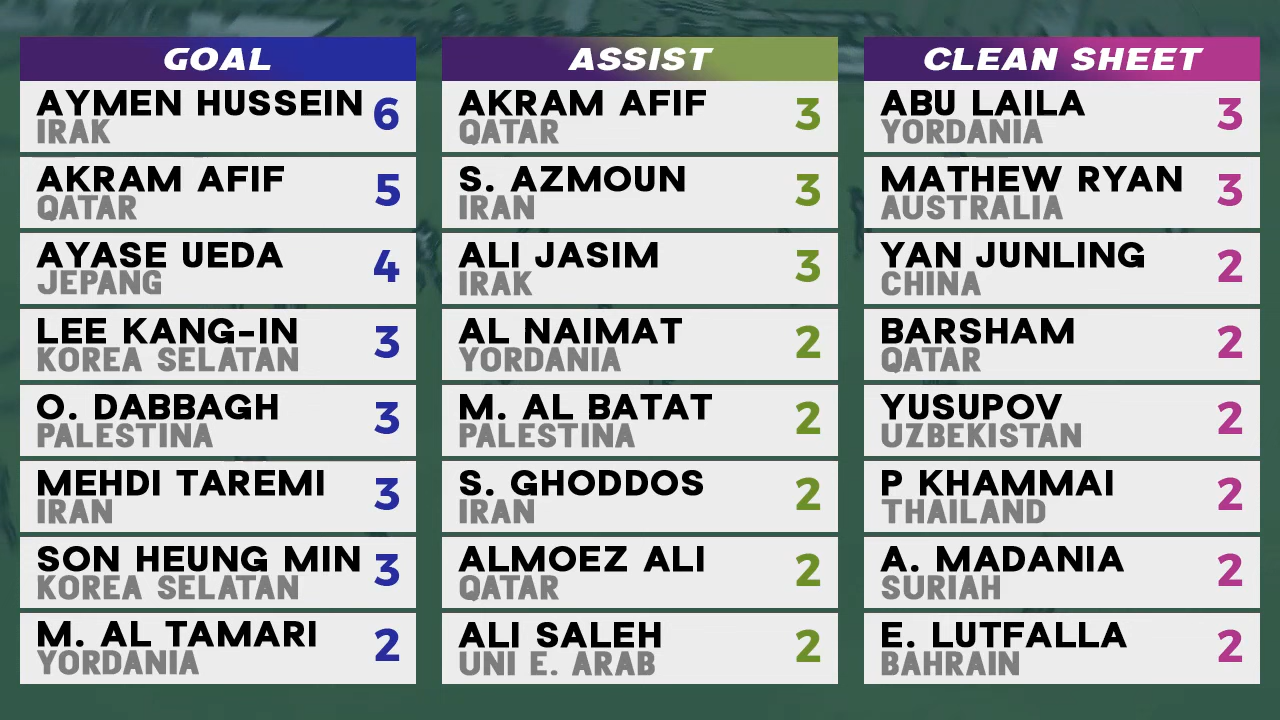 GOAL
AYMEN HUSSEIN 6
IRAK
AKRAM AFIF 5
QATAR
AYASE UEDA 4
JEPANG
LEE KANG-IN 3
KOREA SELATAN
O. DABBAGH 3
PALESTINA
MEHDI TAREMI 3
IRAN
SON HEUNG MIN 3
KOREA SELATAN
M. AL TAMARI 2
YORDANIA
ASSIST
AKRAM AFIF 3
QATAR
S. AZMOUN 3
IRAN
ALI JASIM 3
IRAK
AL NAIMAT 2
YORDANIA
M. AL BATAT 2
PALESTINA
S. GHODDOS 2
IRAN
ALMOEZ ALI 2
QATAR
ALI SALEH 2
UNI E. ARAB
CLEAN SHEET
ABU LAILA 3
YORDANIA
MATHEW RYAN 3
AUSTRALIA
YAN JUNLING 2
CHINA
BARSHAM 2
QATAR
YUSUPOV 2
UZBEKISTAN
P KHAMMAI 2
THAILAND
A. MADANIA 2
SURIAH
E. LUTFALLA 2
BAHRAIN